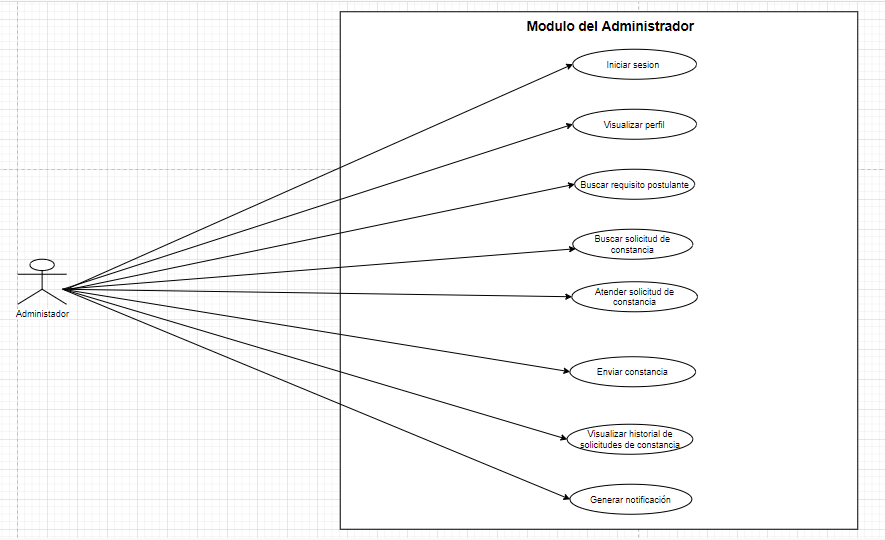 Modulo del Administrador
Iniciar sesion
Visualizar perfil
Buscar requisito postulante
Buscar solicitud de
constancia
Atender solicitud de
constancia
Administador
Enviar constancia
Visualizar historial de
solicitudes de constancia
Generar notificación